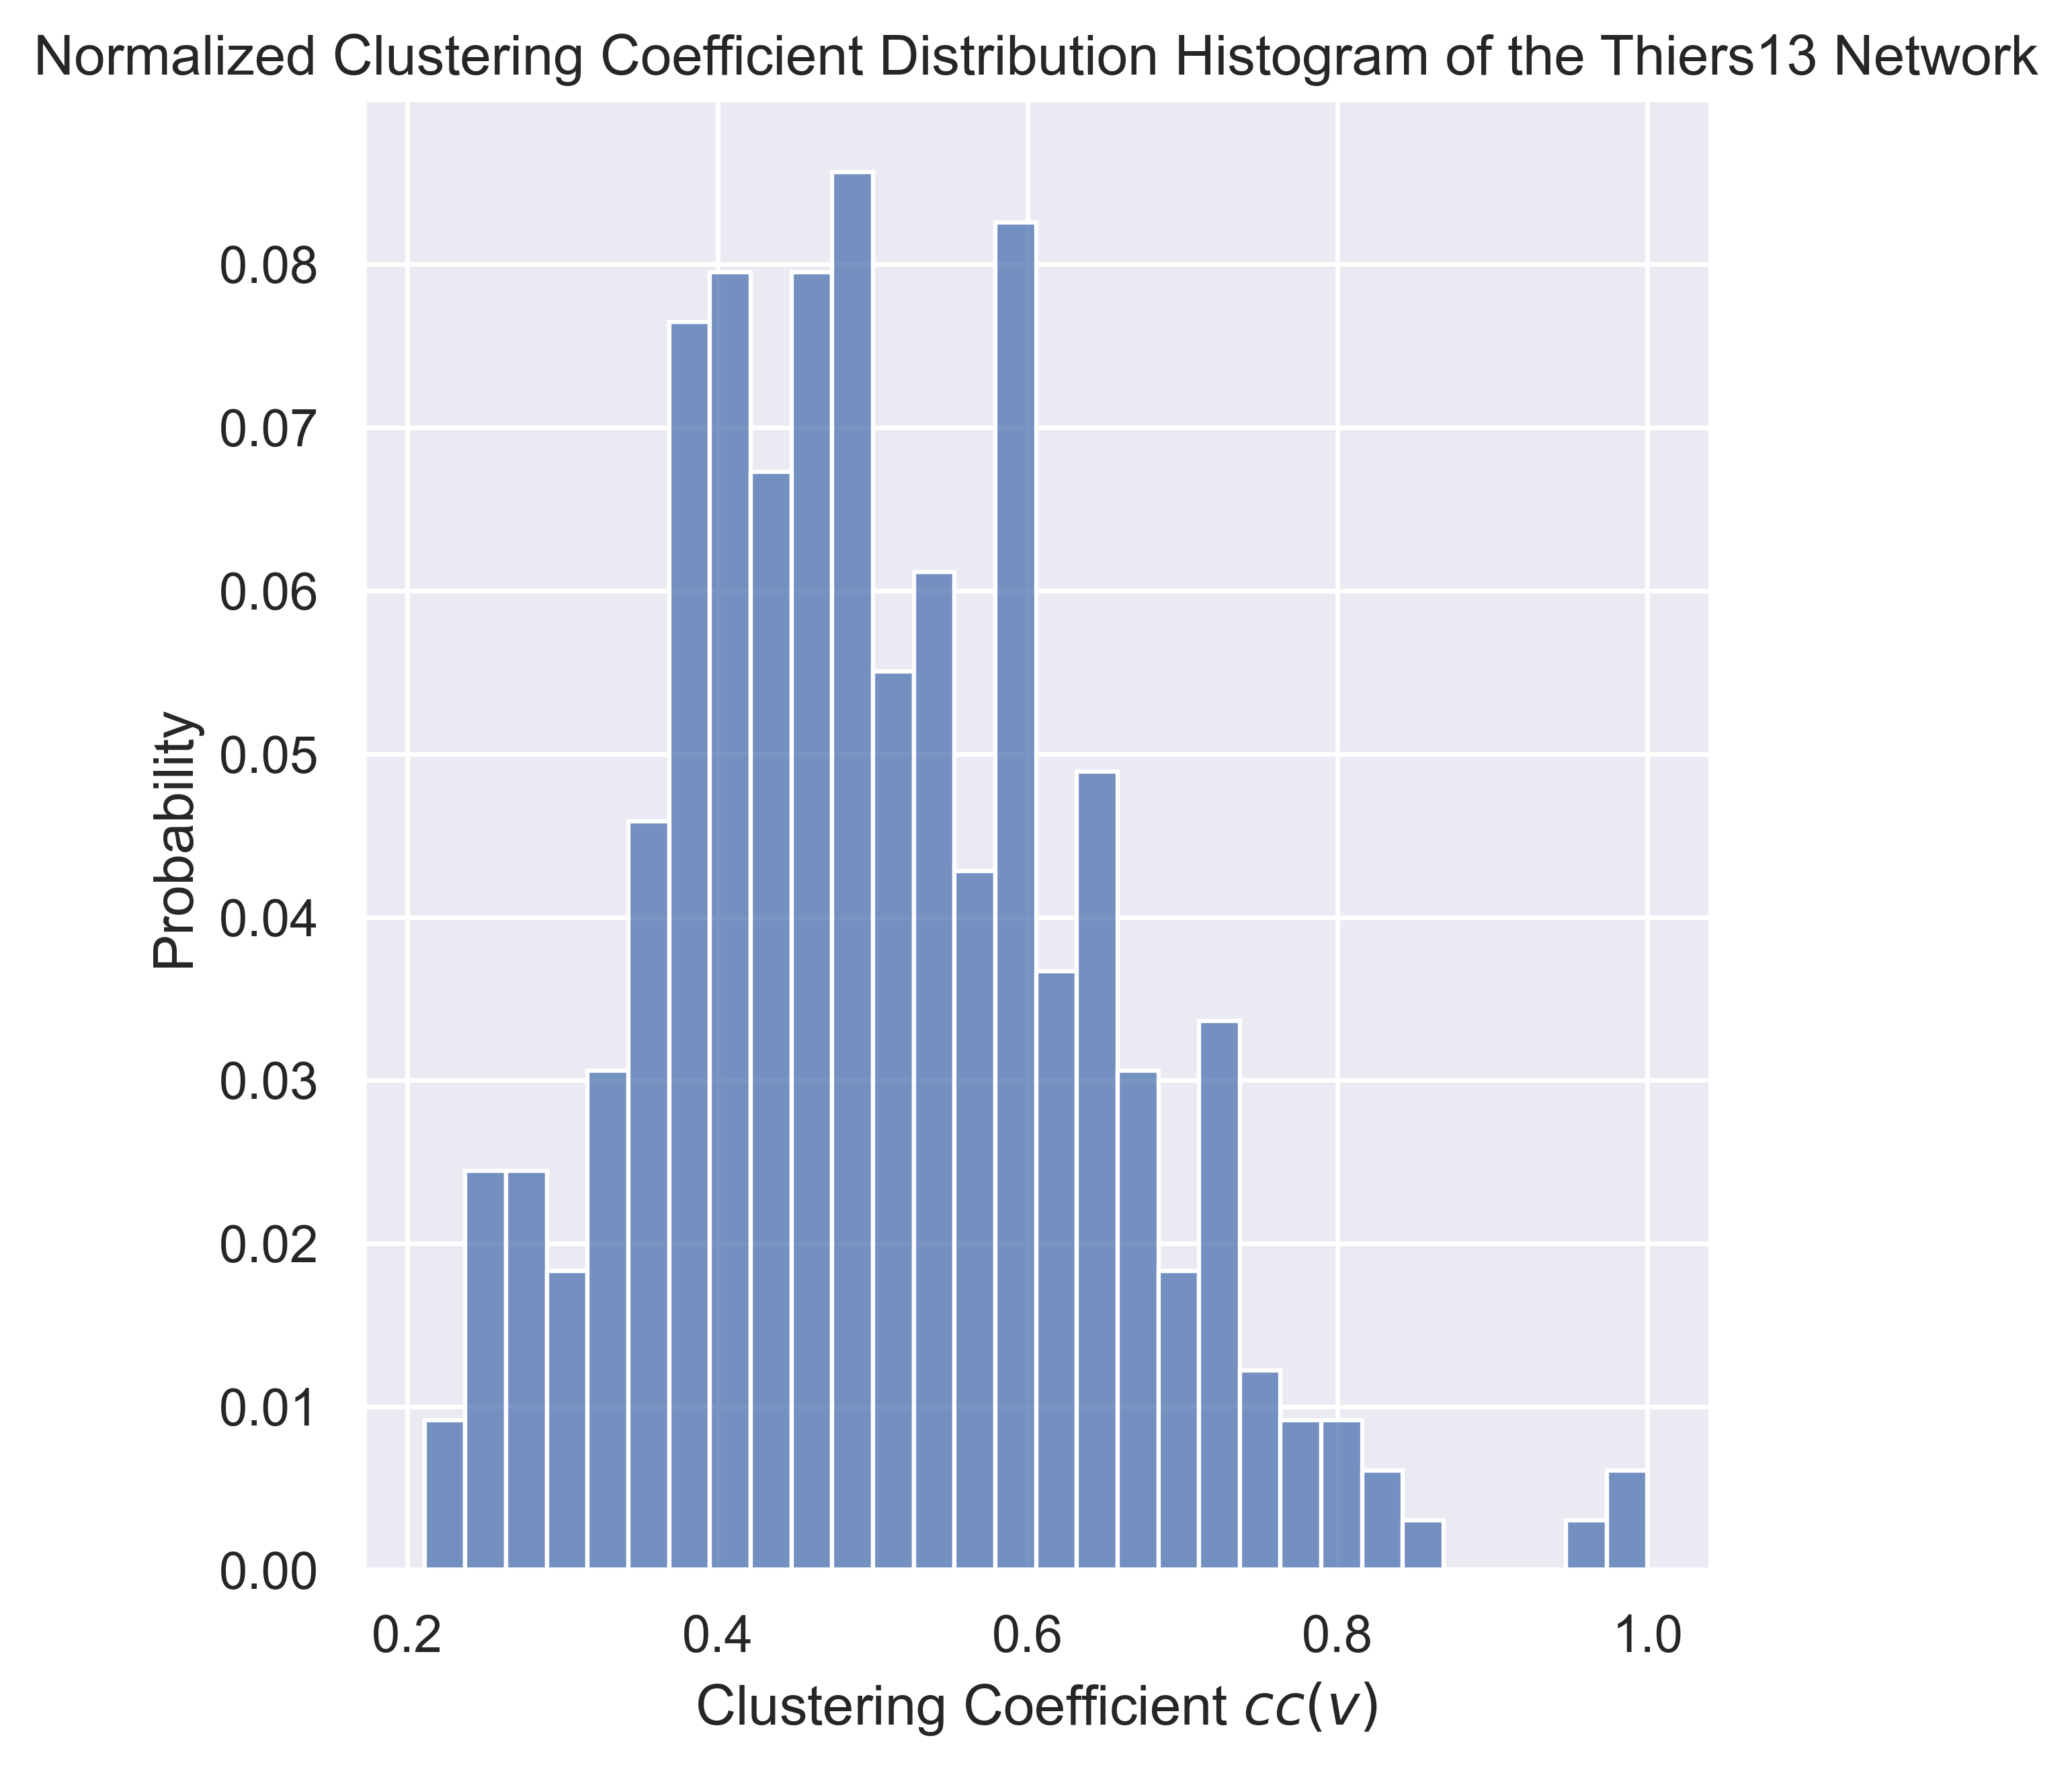 Normalized Clustering Coefficient Distribution Histogram of the Thiers13 Network
0.08
0.07
0.06
0.05
0.04
0.03
0.02
0.01
0.00
Probability
0.2 0.4 0.6 0.8 1.0
Clustering Coefficient cc(v)